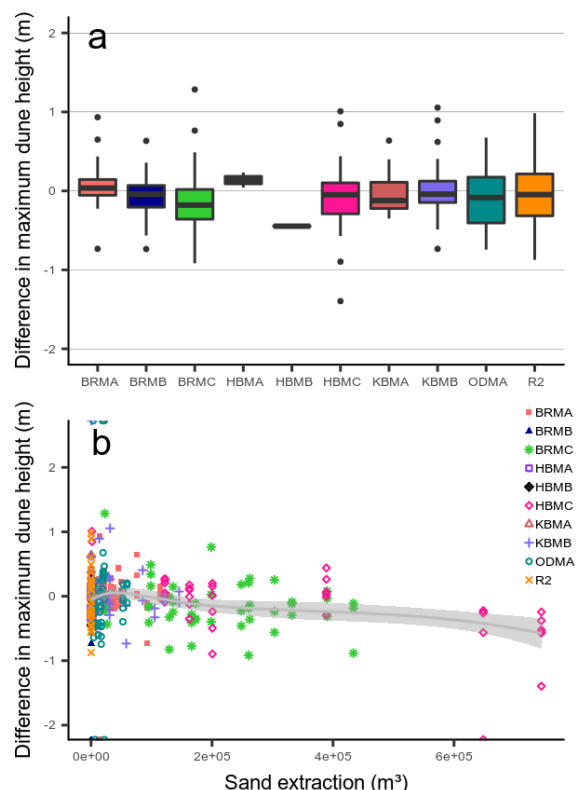 a
Difference in maximum dune height (m)
2
1
0
-1
-2
BRMA BRMB BRMC HBMA HBMB HBMC KBMA KBMB ODMA R2
b
Difference in maximum dune height (m)
2
1
0
-1
-2
0e+00 2e+05 4e+05 6e+05
Sand extraction (m³)
BRMA
BRMB
BRMC
HBMA
HBMB
HBMC
KBMA
KBMB
ODMA
R2